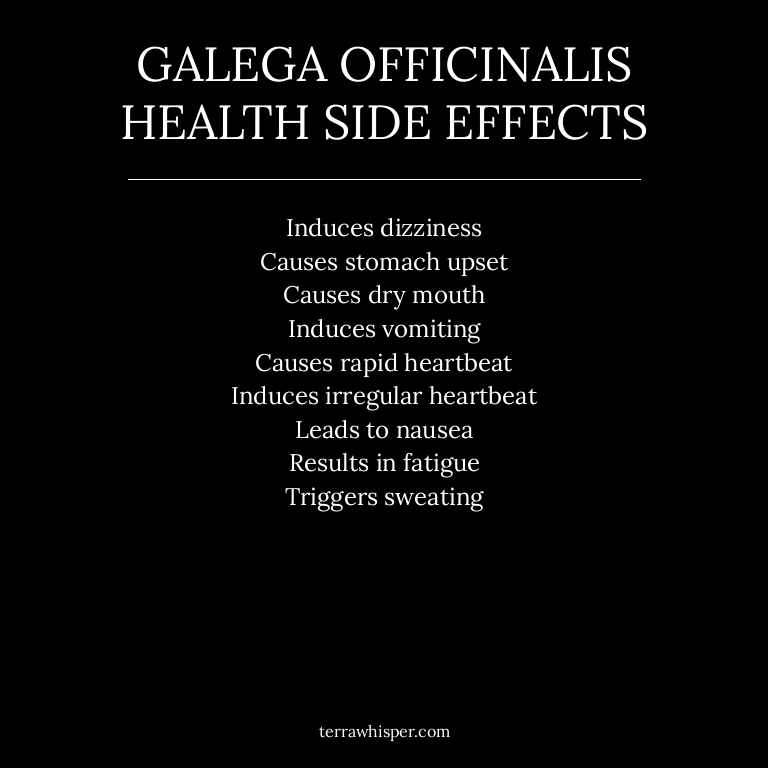 GALEGA OFFICINALIS
HEALTH SIDE EFFECTS
Induces dizziness
Causes stomach upset
Causes dry mouth
Induces vomiting
Causes rapid heartbeat
Induces irregular heartbeat
Leads to nausea
Results in fatigue
Triggers sweating
terrawhisper.com